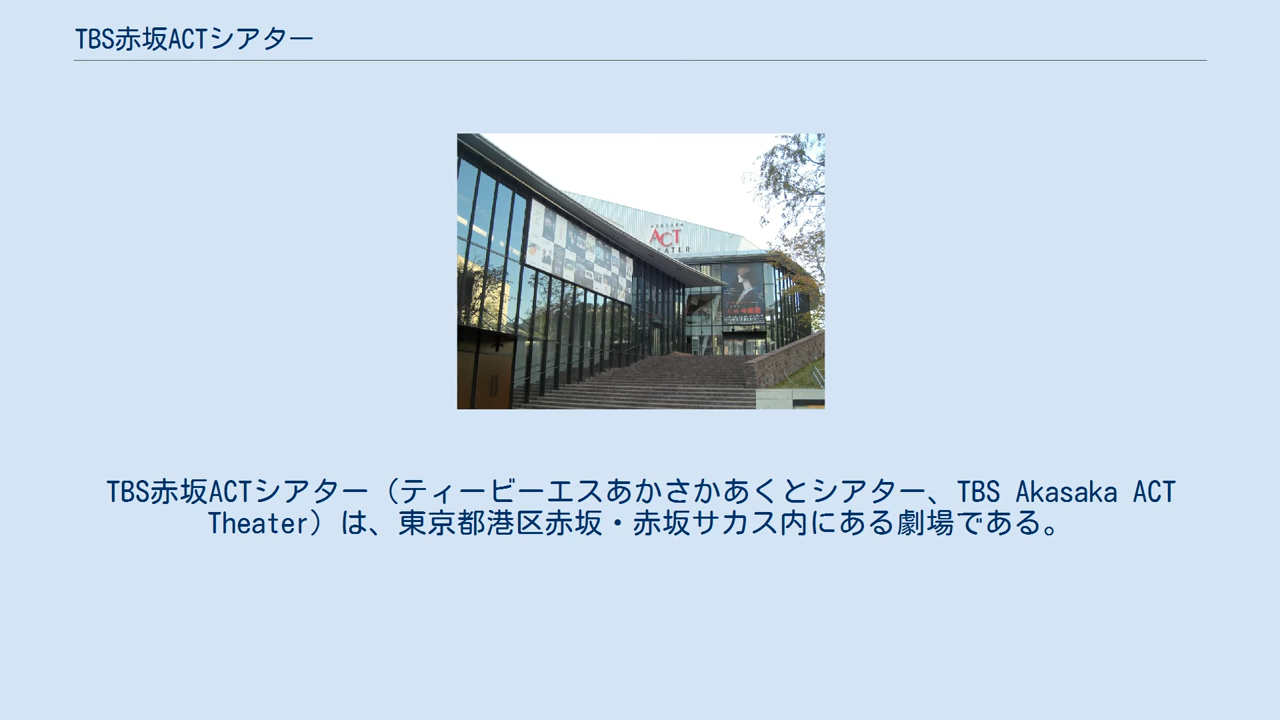 TBS赤坂ACTシアター
ACT
TBS赤坂ACTシアター（ティービーエスあかさかあくとシアター、TBS Akasaka ACT
Theater）は、東京都港区赤坂・赤坂サカス内にある劇場である。